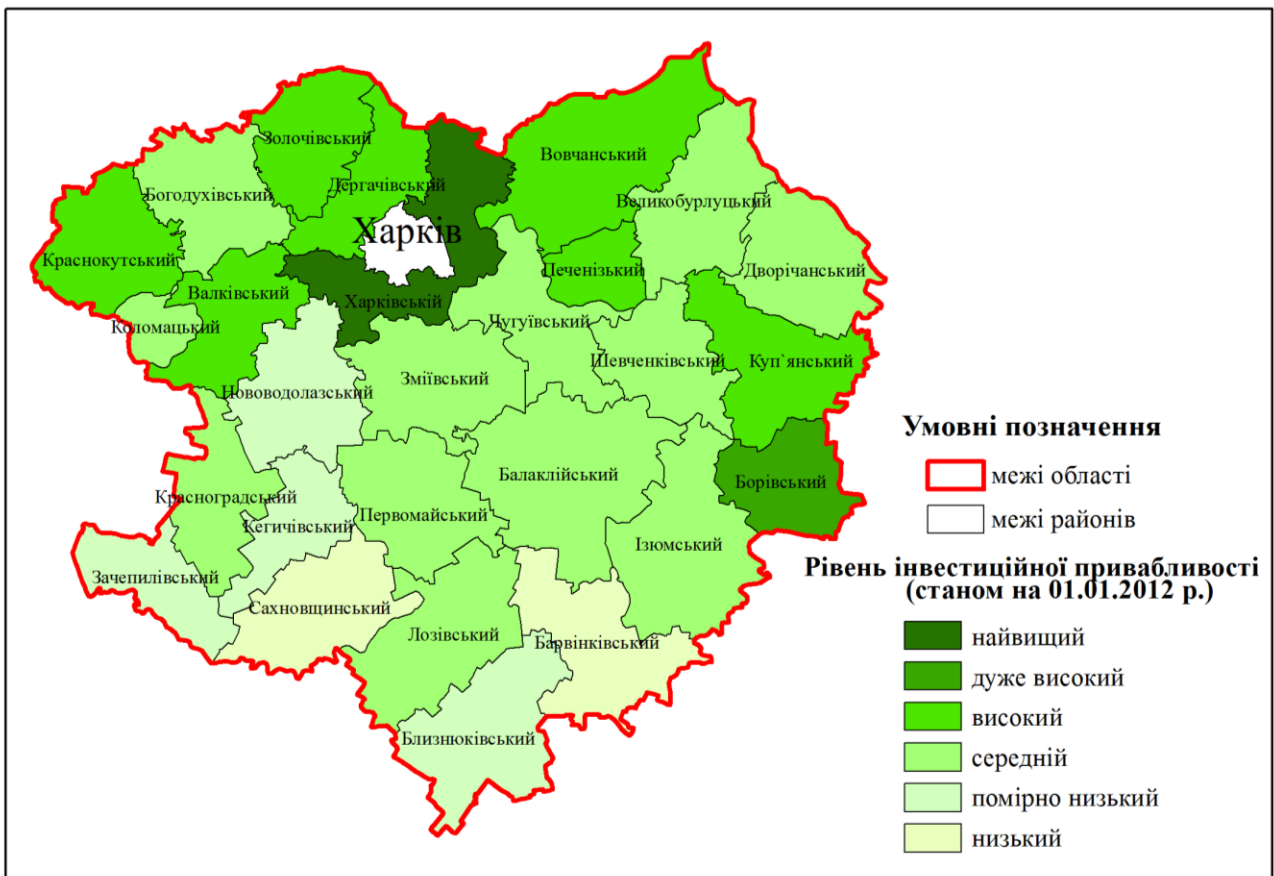 Золочівський
Вовчанський
Дергачівський
Богодухівський
Великобурлуцький
Харків
Краснокутський
Печенізький
Дворічанський
Валківський
Харківській
Коломацький
Чугуївський
Шевченківський
Куп`янський
Зміївський
Нововодолазський
Балаклійський
Борівський
Красноградський
Первомайський
Кегичівський
Ізюмський
Зачепилівський
Сахновщинський
Лозівський
Барвінківський
Близнюківський
Умовні позначення
межі області
межі районів
Рівень інвестиційної привабливості
(станом на 01.01.2012 р.)
найвищий
дуже високий
високий
середній
помірно низький
низький